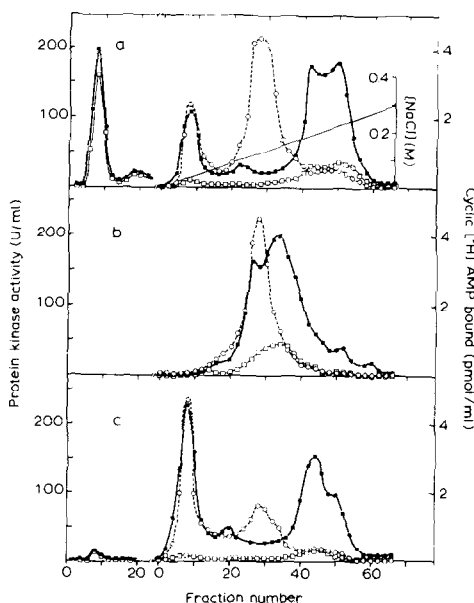 a
200
100
4
2
0.4
0.2
[NaCl] (M)
b
200
100
4
2
c
200
100
4
2
0
20
0
20
40
60
Protein kinase activity (U/ml)
Cyclic [³H] AMP bound (pmol/ml)
Fraction number